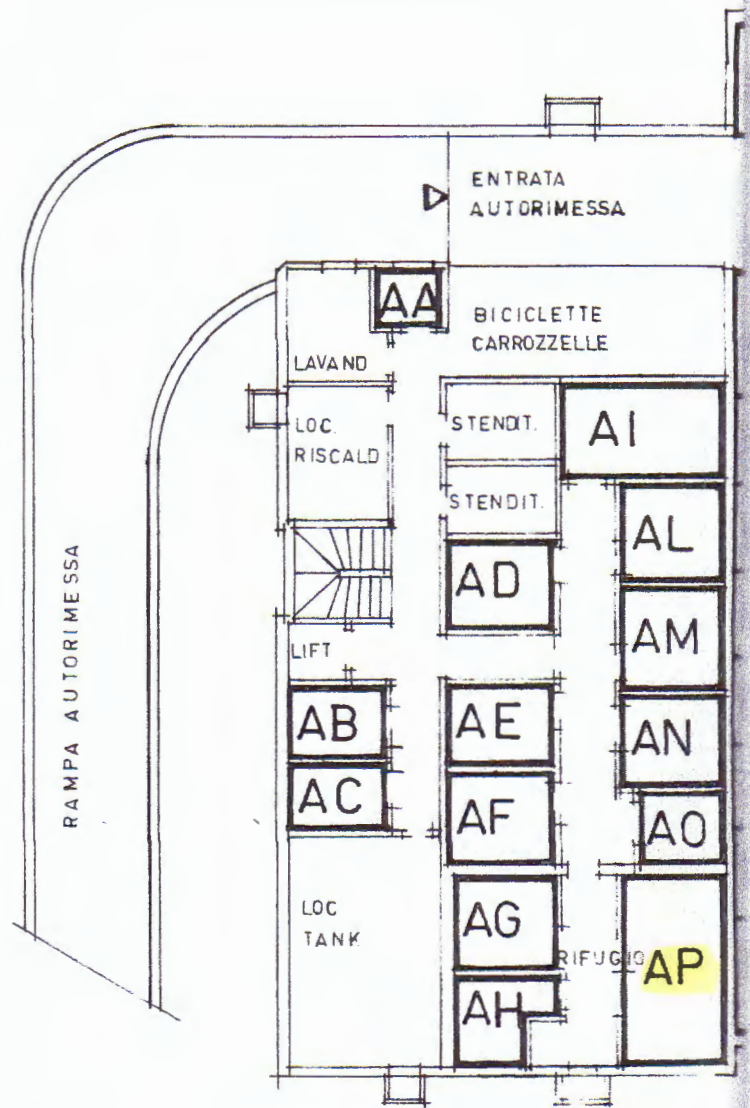 ENTRATA
AUTORIMESSA
AA
BICICLETTE
CARROZZELLE
LAVAND
LOC.
RISCALD
STENDIT.
AI
STENDIT.
AL
AD
AM
LIFT
AB
AE
AN
AC
AF
AO
RAMPA AUTORIMESSA
LOC
TANK
AG
RIFUGIO
AP
AH